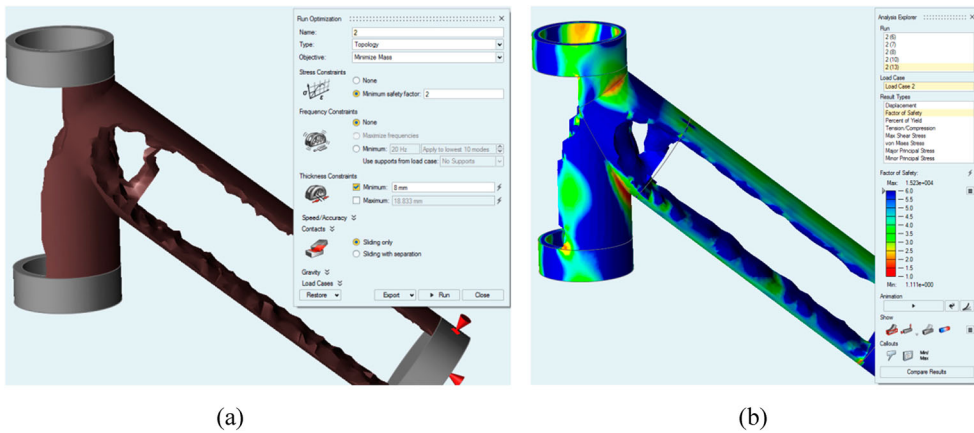 Run Optimization
Name:
2
Type:
Topology
Objective:
Minimize Mass
Stress Constraints
None
Minimum safety factor:
2
Frequency Constraints
None
Maximize frequencies
Minimum:
20 Hz
Apply to lowest 10 modes
Use supports from load case:
No Supports
Thickness Constraints
Minimum:
8 mm
Maximum:
18.833 mm
Speed/Accuracy
Contacts
Sliding only
Sliding with separation
Gravity
Load Cases
Restore
Export
Run
Close
(a)
Analysis Explorer
Run
2 (6)
2 (7)
2 (8)
2 (10)
2 (13)
Load Case
Load Case 2
Result Types
Displacement
Factor of Safety
Percent of Yield
Tension/Compression
Max Shear Stress
von Mises Stress
Major Principal Stress
Minor Principal Stress
Factor of Safety:
Max: 1.523e+004
6.0
5.5
5.0
4.5
4.0
3.5
3.0
2.5
2.0
1.5
1.0
Min: 1.111e+000
Animation
Show
Callouts
Min/
Max
Compare Results
(b)